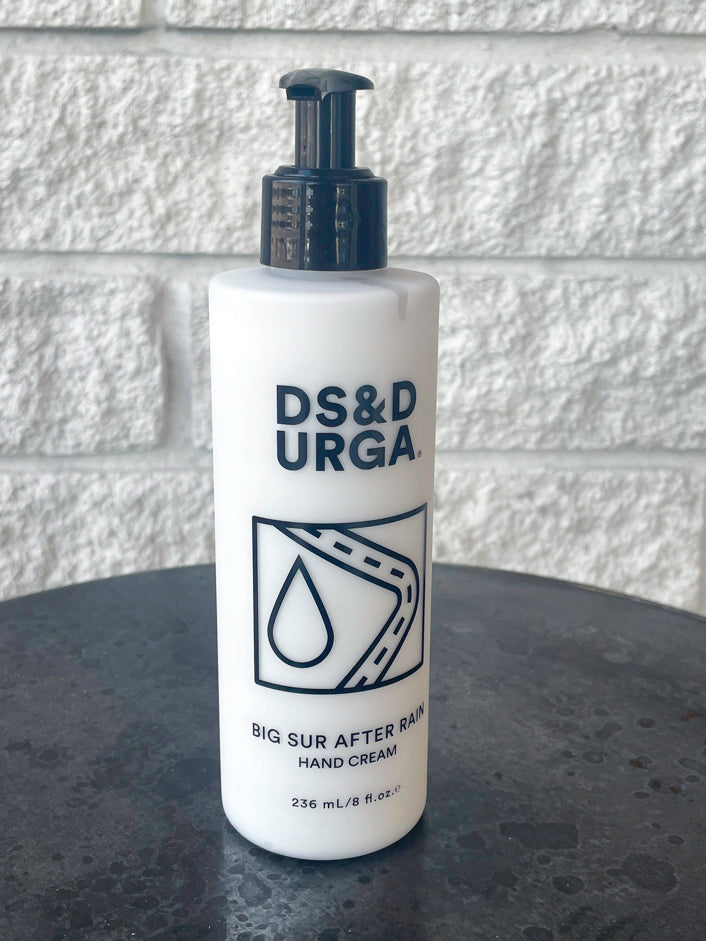 DS&D
URGA®
BIG SUR AFTER RAIN
HAND CREAM
236 mL/8 fl.oz.℮